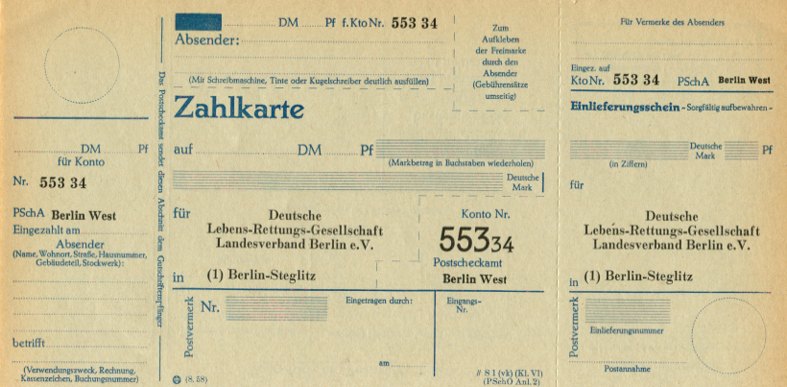 DM Pf
für Konto
Nr. 553 34
PSchA Berlin West
Eingezahlt am
Absender
(Name, Wohnort, Straße, Hausnummer,
Gebäudeteil, Stockwerk):
betrifft
(Verwendungszweck, Rechnung,
Kassenzeichen, Buchungsnummer)
Das Postscheckamt sendet diesen Abschnitt dem Gutschriftempfänger
DM Pf f. Kto Nr. 553 34
Absender:
(Mit Schreibmaschine, Tinte oder Kugelschreiber deutlich ausfüllen)
Zum
Aufkleben
der Freimarke
durch den
Absender
(Gebührensätze
umseitig)
Zahlkarte
auf DM Pf
(Markbetrag in Buchstaben wiederholen)
Deutsche
Mark
für
Deutsche
Lebens-Rettungs-Gesellschaft
Landesverband Berlin e.V.
in (1) Berlin-Steglitz
Konto Nr.
55334
Postscheckamt
Berlin West
Postvermerk
Nr.
Eingetragen durch:
am
Eingangs-
Nr.
(8. 58)
// S 1 (vk) (Kl. VI)
(PSchO Anl. 2)
Für Vermerke des Absenders
Eingez. auf
Kto Nr. 553 34 PSchA Berlin West
Einlieferungsschein - Sorgfältig aufbewahren -
Deutsche
Mark
Pf
(in Ziffern)
für
Deutsche
Lebens-Rettungs-Gesellschaft
Landesverband Berlin e.V.
in (1) Berlin-Steglitz
Postvermerk
Einlieferungsnummer
Postannahme